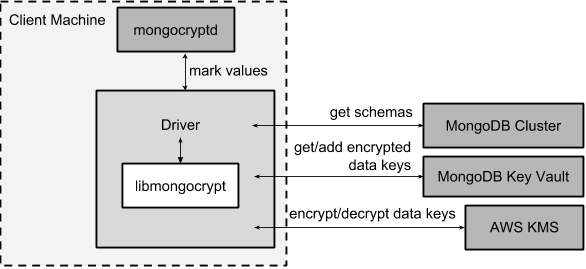 Client Machine
mongocryptd
mark values
Driver
libmongocrypt
get schemas
MongoDB Cluster
get/add encrypted
data keys
MongoDB Key Vault
encrypt/decrypt data keys
AWS KMS